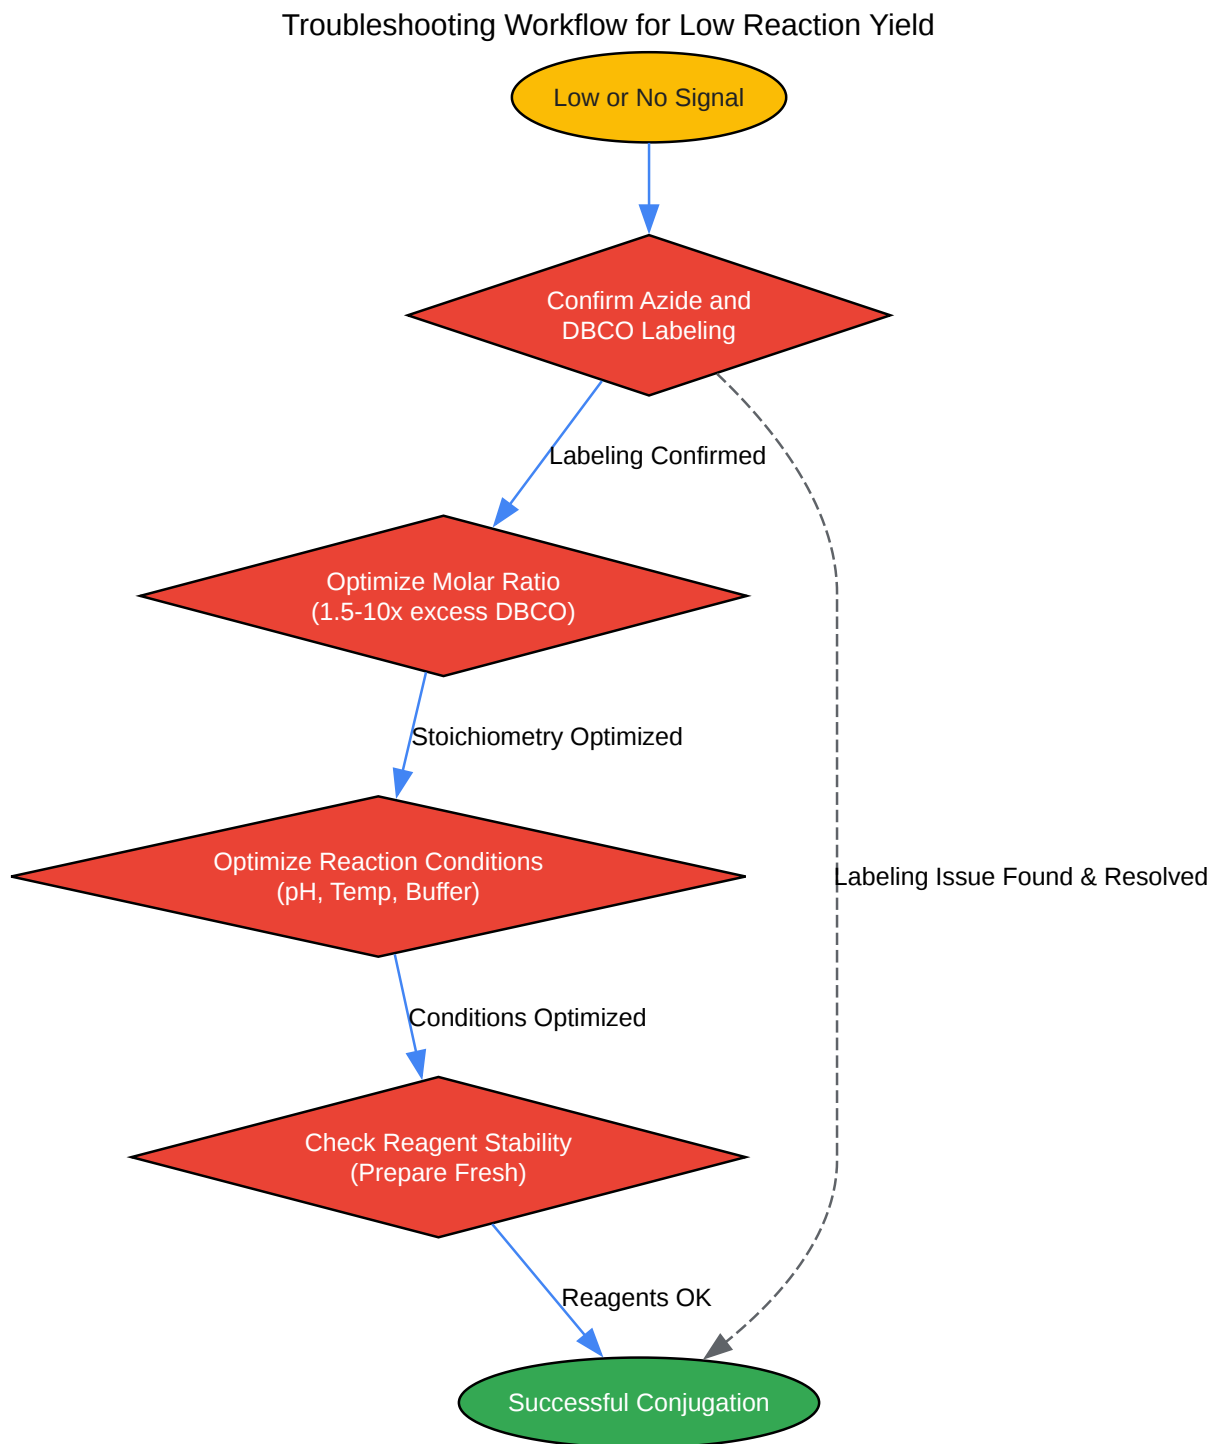 Troubleshooting Workflow for Low Reaction Yield
Low or No Signal
Confirm Azide and
DBCO Labeling
Labeling Confirmed
Optimize Molar Ratio
(1.5-10x excess DBCO)
Stoichiometry Optimized
Optimize Reaction Conditions
(pH, Temp, Buffer)
Labeling Issue Found & Resolved
Conditions Optimized
Check Reagent Stability
(Prepare Fresh)
Reagents OK
Successful Conjugation